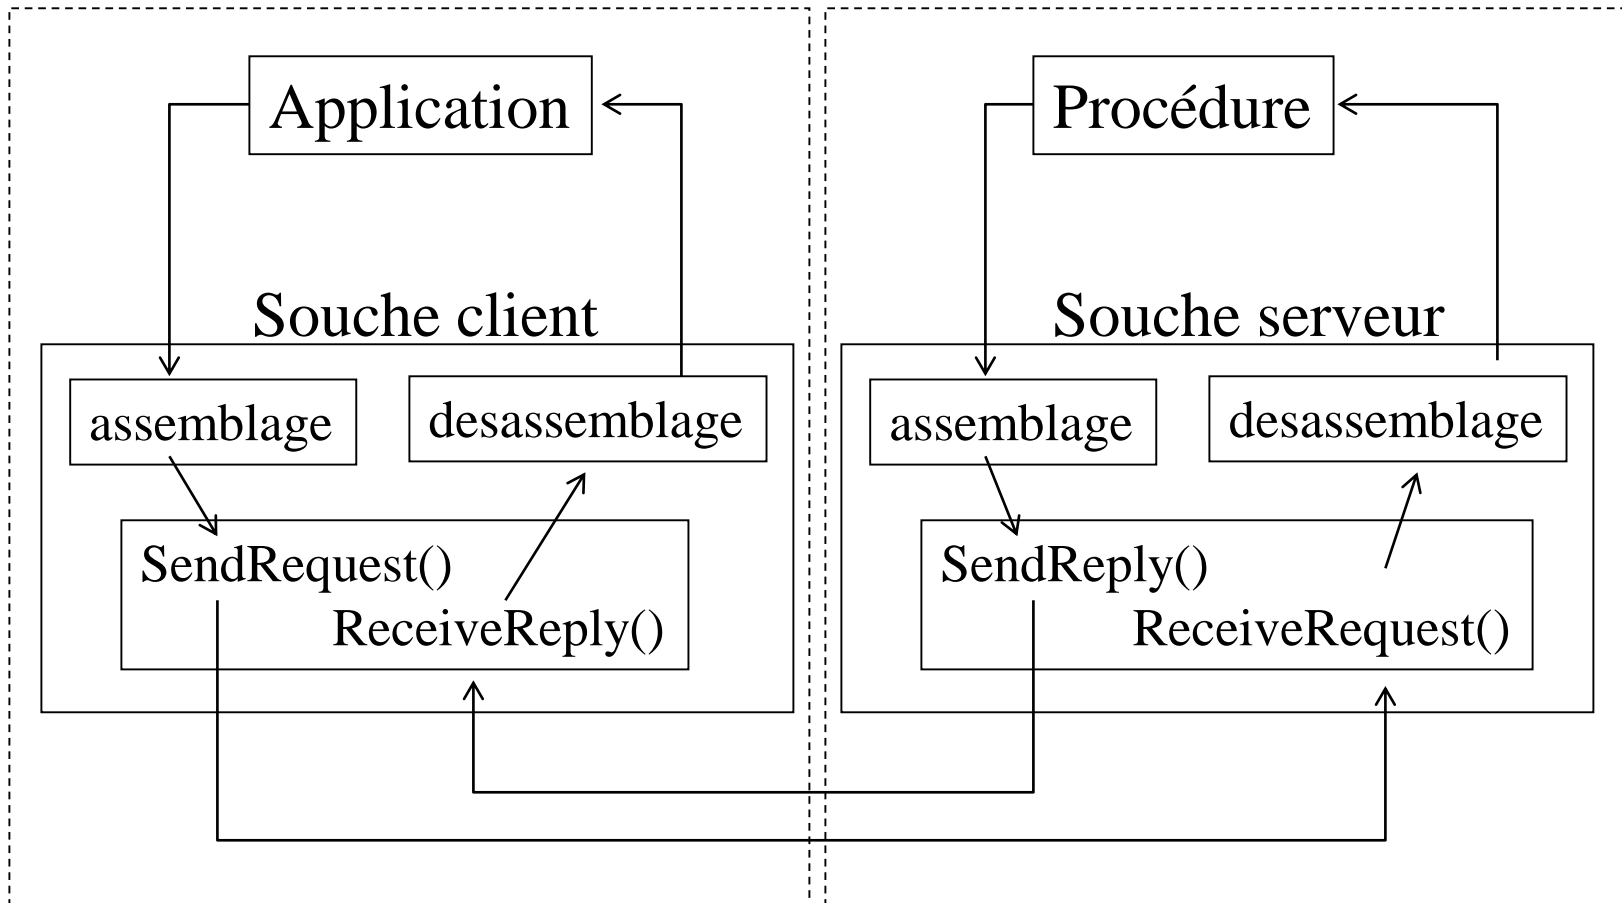 Application
Souche client
assemblage
desassemblage
SendRequest()
ReceiveReply()
Procédure
Souche serveur
assemblage
desassemblage
SendReply()
ReceiveRequest()